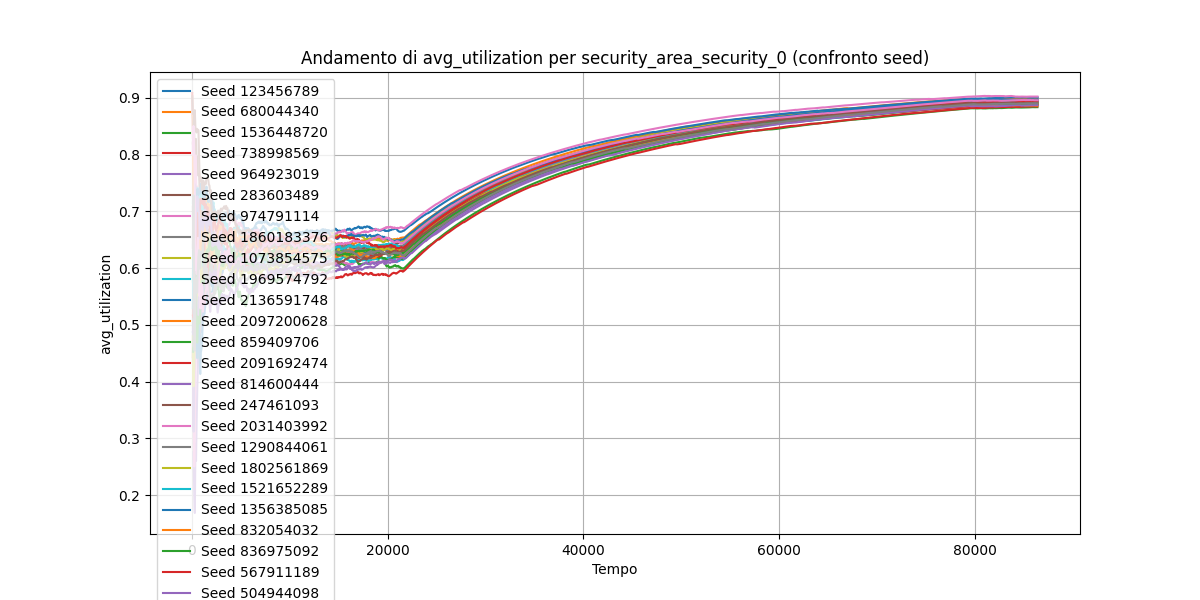 Andamento di avg_utilization per security_area_security_0 (confronto seed)
avg_utilization
0.9
0.8
0.7
0.6
0.5
0.4
0.3
0.2
Seed 123456789
Seed 680044340
Seed 1536448720
Seed 738998569
Seed 964923019
Seed 283603489
Seed 974791114
Seed 1860183376
Seed 1073854575
Seed 1969574792
Seed 2136591748
Seed 2097200628
Seed 859409706
Seed 2091692474
Seed 814600444
Seed 247461093
Seed 2031403992
Seed 1290844061
Seed 1802561869
Seed 1521652289
Seed 1356385085
Seed 832054032
Seed 836975092
Seed 567911189
Seed 504944098
0 20000 40000 60000 80000
Tempo